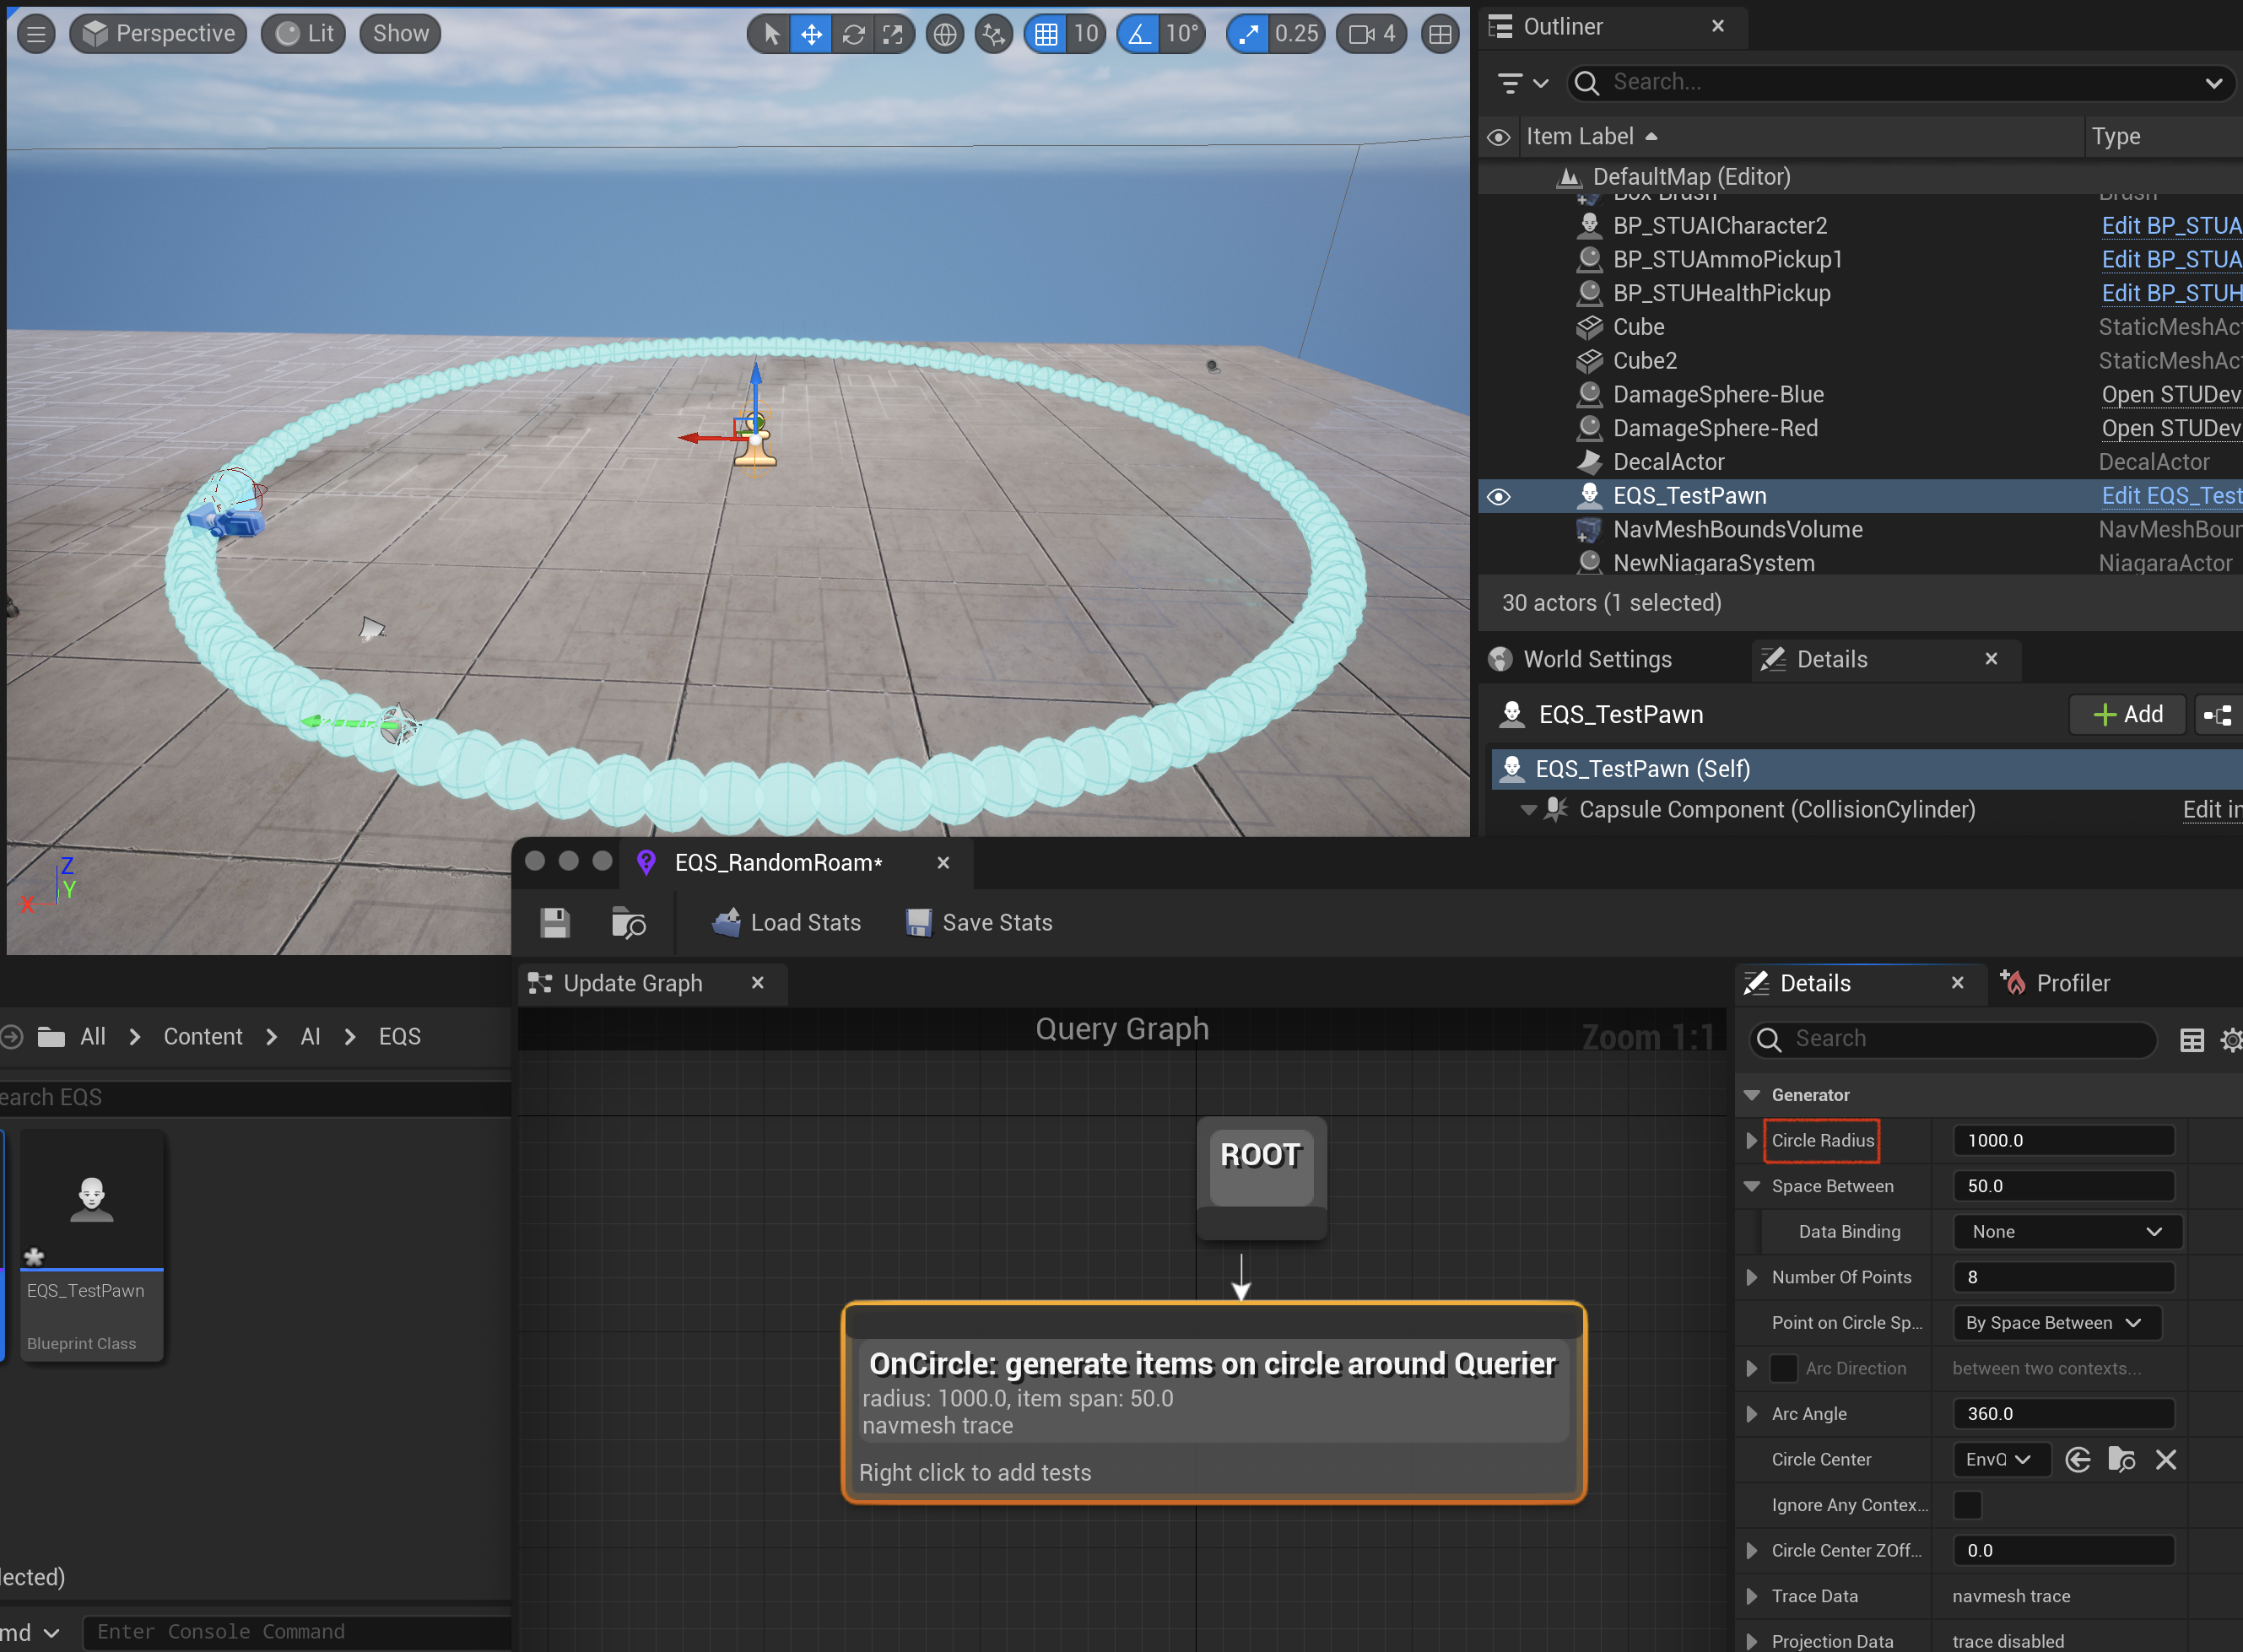 Perspective
Lit
Show
10
10°
0.25
4
Outliner
Search...
Item Label
Type
DefaultMap (Editor)
Box Brush
Brush
BP_STUAICharacter2
Edit BP_STUA
BP_STUAmmoPickup1
Edit BP_STUA
BP_STUHealthPickup
Edit BP_STUH
Cube
StaticMeshAc
Cube2
StaticMeshAc
DamageSphere-Blue
Open STUDev
DamageSphere-Red
Open STUDev
DecalActor
DecalActor
EQS_TestPawn
Edit EQS_Test
NavMeshBoundsVolume
NavMeshBour
NewNiagaraSystem
NiagaraActor
30 actors (1 selected)
World Settings
Details
EQS_TestPawn
Add
EQS_TestPawn (Self)
Capsule Component (CollisionCylinder)
Edit in
Z
Y
X
EQS_RandomRoam*
Load Stats
Save Stats
Update Graph
Details
Profiler
All > Content > AI > EQS
earch EQS
EQS_TestPawn
Blueprint Class
lected)
md
Enter Console Command
Query Graph
Zoom 1:1
ROOT
OnCircle: generate items on circle around Querier
radius: 1000.0, item span: 50.0
navmesh trace
Right click to add tests
Search
Generator
Circle Radius
1000.0
Space Between
50.0
Data Binding
None
Number Of Points
8
Point on Circle Sp...
By Space Between
Arc Direction
between two contexts...
Arc Angle
360.0
Circle Center
EnvQ
Ignore Any Contex...
Circle Center ZOff...
0.0
Trace Data
navmesh trace
Projection Data
trace disabled